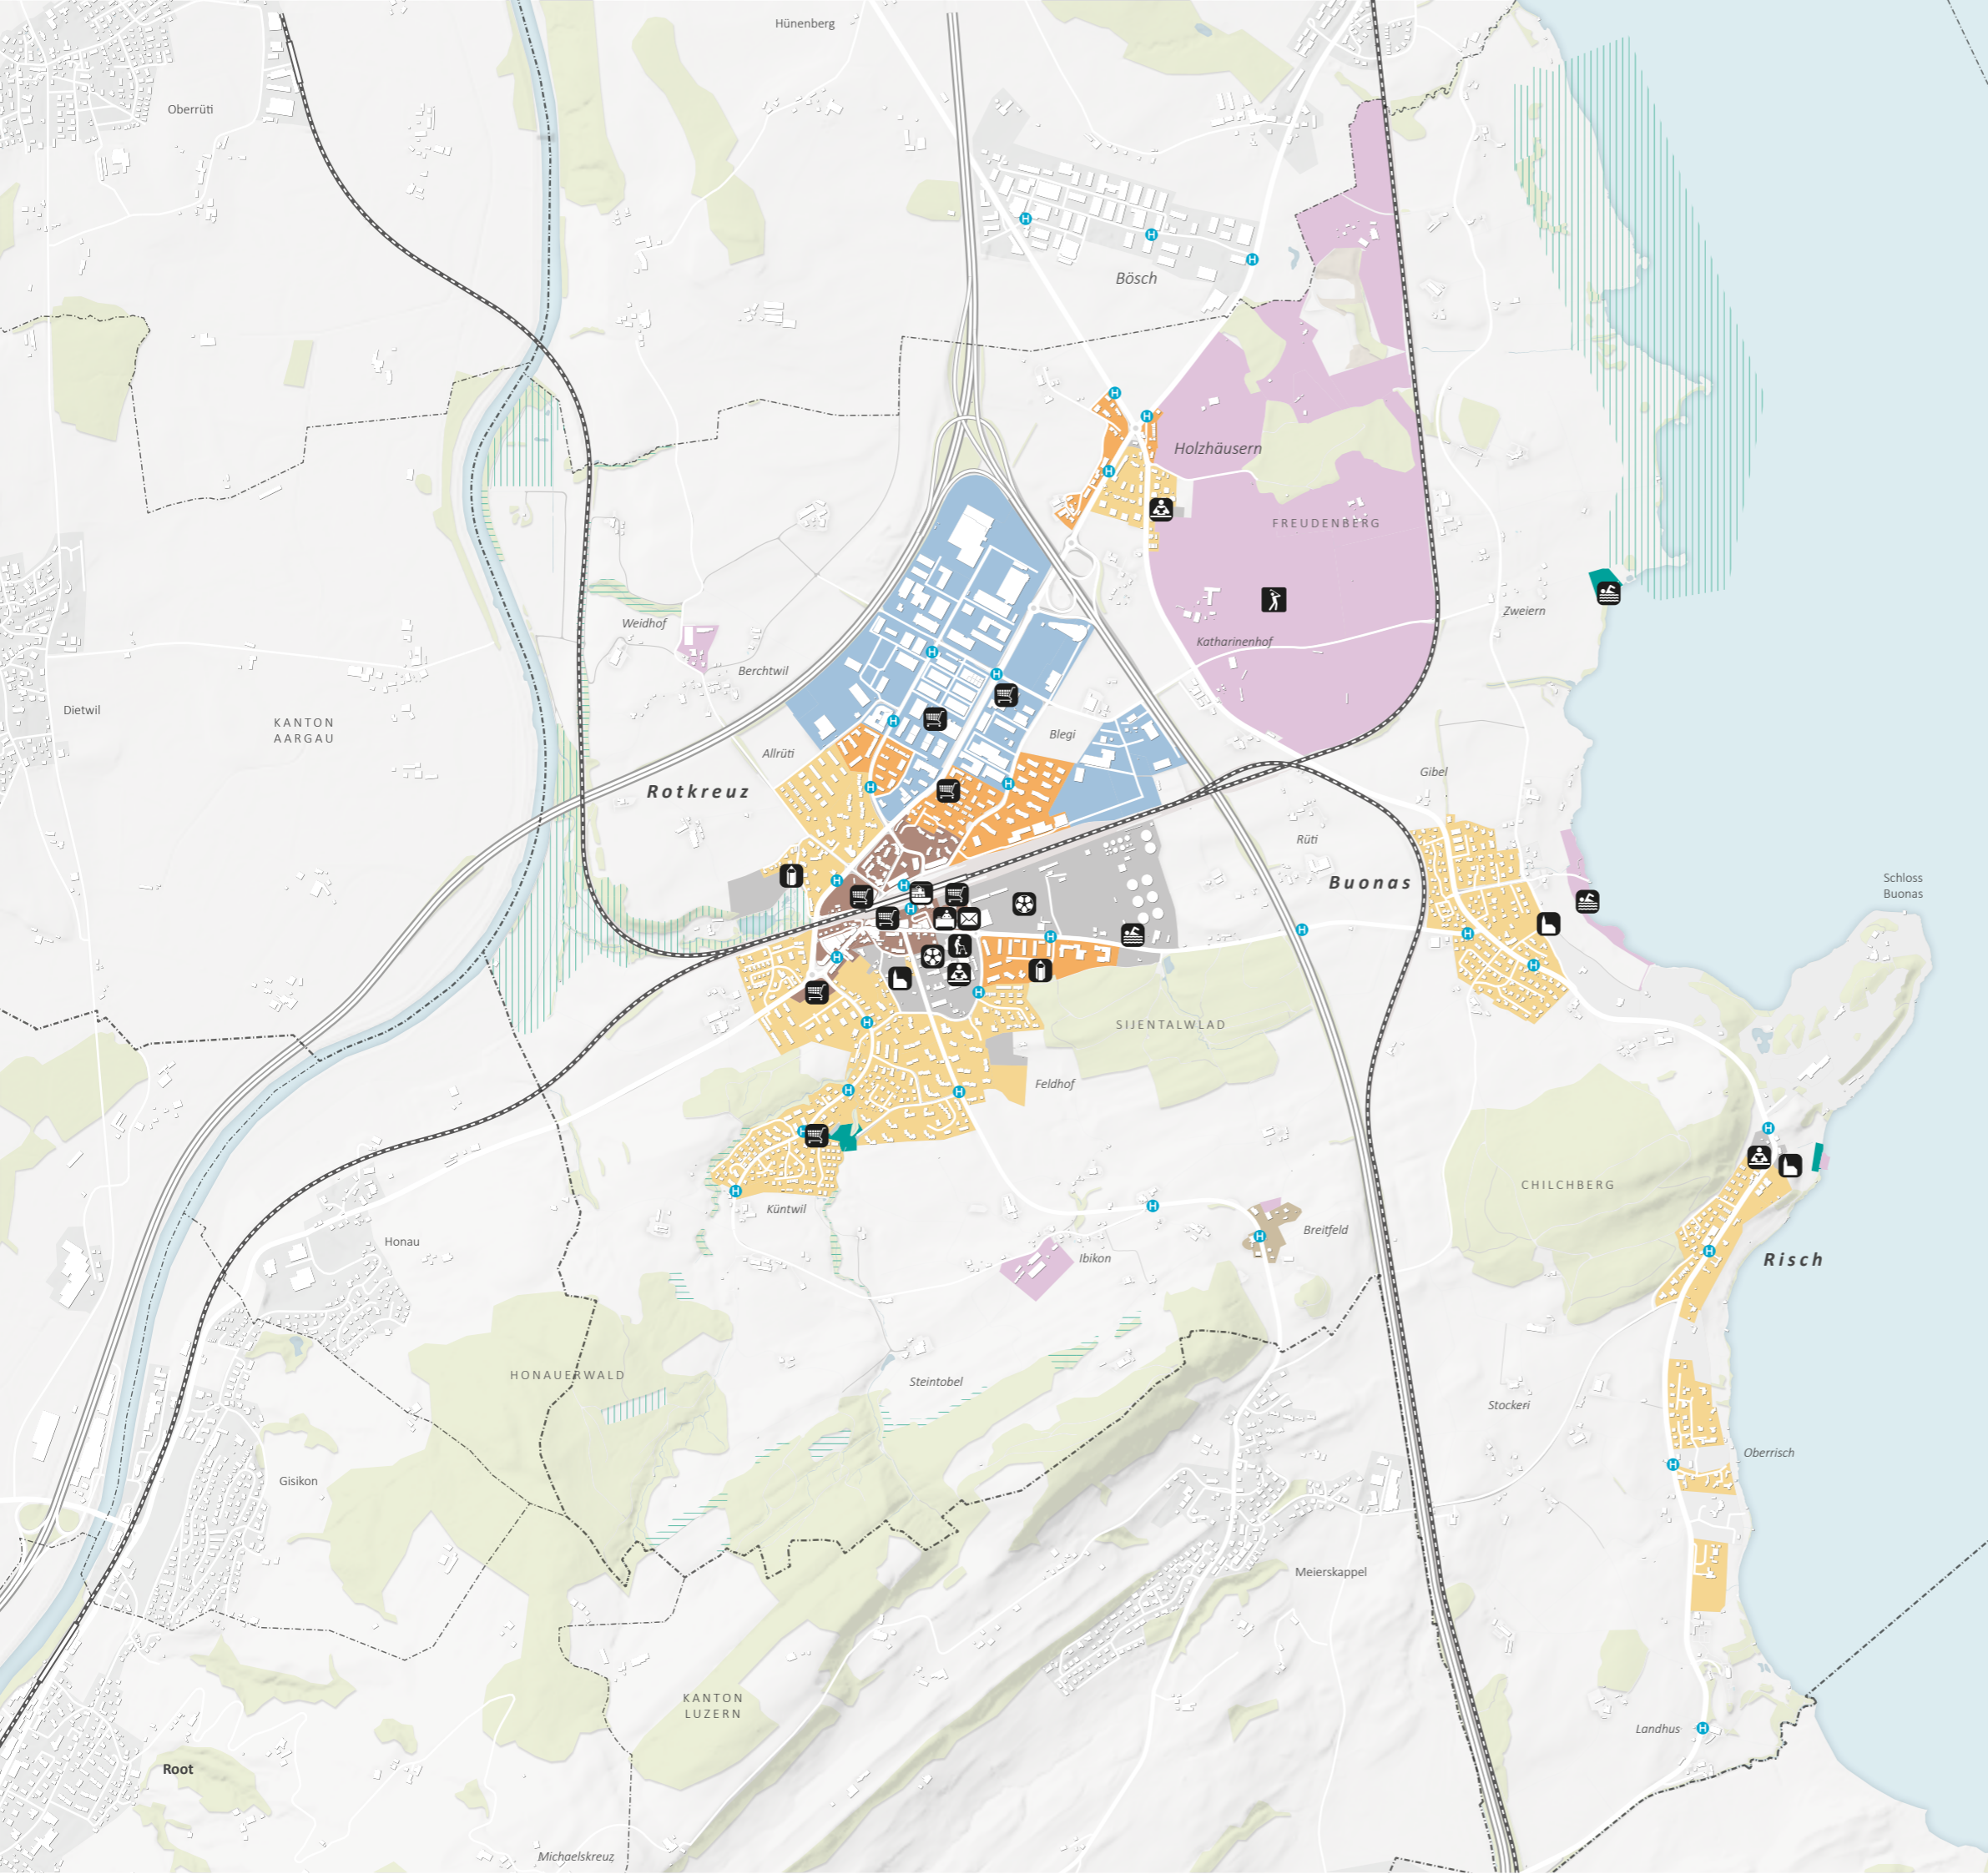 Hünenberg
Oberrüti
Bösch
Holzhäusern
FREUDENBERG
Zweiern
Weidhof
Katharinenhof
Berchtwil
Dietwil
KANTON
AARGAU
Blegi
Allrüti
Gibel
Rotkreuz
Rüti
Buonas
Schloss
Buonas
SIJENTALWLAD
Feldhof
CHILCHBERG
Küntwil
Breitfeld
Honau
Ibikon
Risch
HONAUERWALD
Steintobel
Stockeri
Oberrisch
Gisikon
Meierskappel
KANTON
LUZERN
Landhus
Root
Michaelskreuz